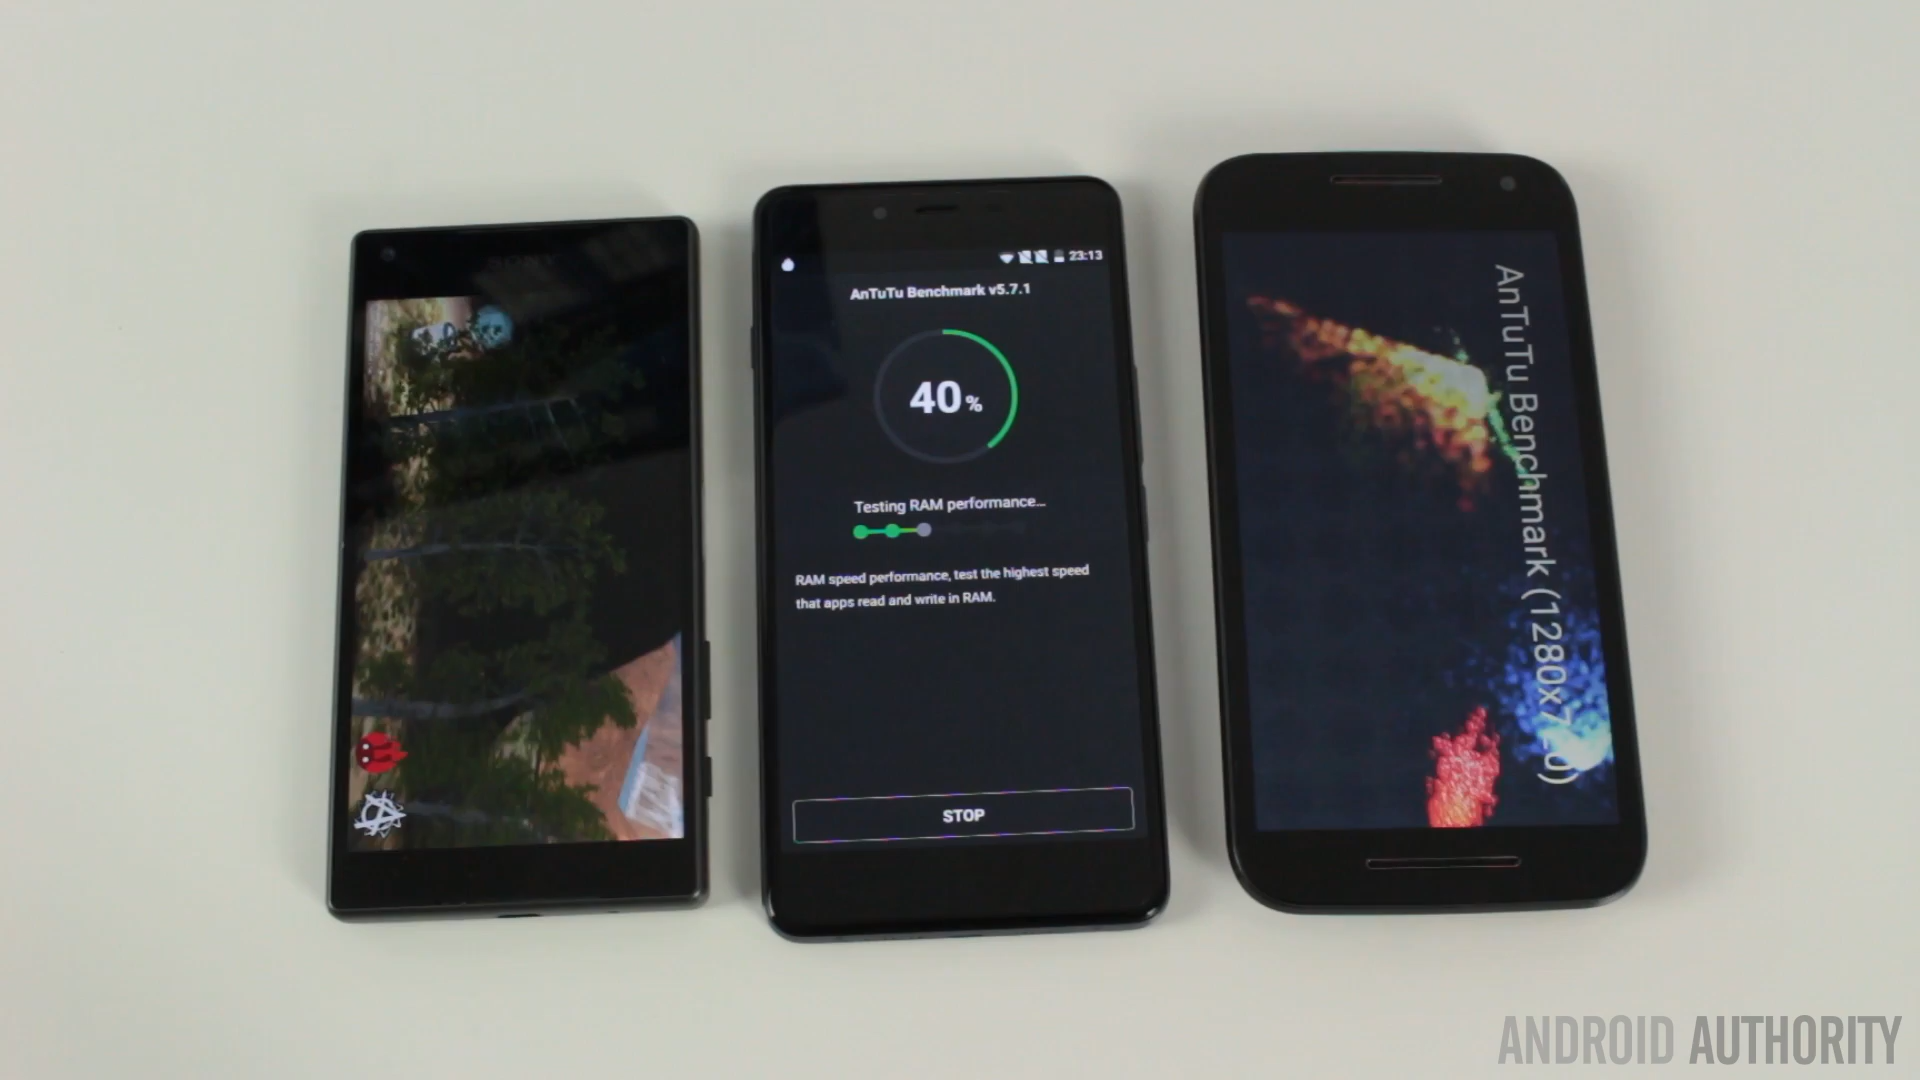 SONY
23:13
AnTuTu Benchmark v5.7.1
40%
Testing RAM performance...
RAM speed performance, test the highest speed
that apps read and write in RAM.
STOP
AnTuTu Benchmark (1280x720)
ANDROID AUTHORITY